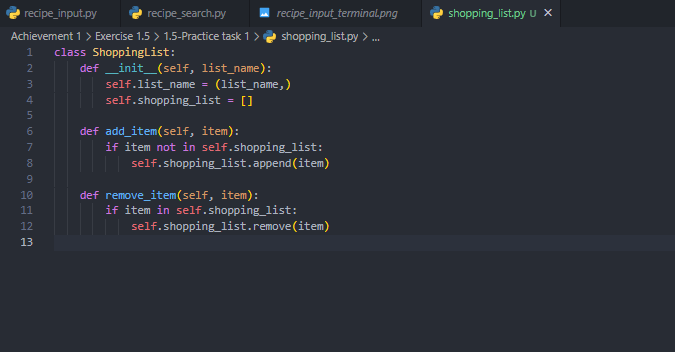 recipe_input.py recipe_search.py recipe_input_terminal.png shopping_list.py U ×
Achievement 1 > Exercise 1.5 > 1.5-Practice task 1 > shopping_list.py > ...
1 class ShoppingList:
2     def __init__(self, list_name):
3         self.list_name = (list_name,)
4         self.shopping_list = []
5
6     def add_item(self, item):
7         if item not in self.shopping_list:
8             self.shopping_list.append(item)
9
10     def remove_item(self, item):
11         if item in self.shopping_list:
12             self.shopping_list.remove(item)
13